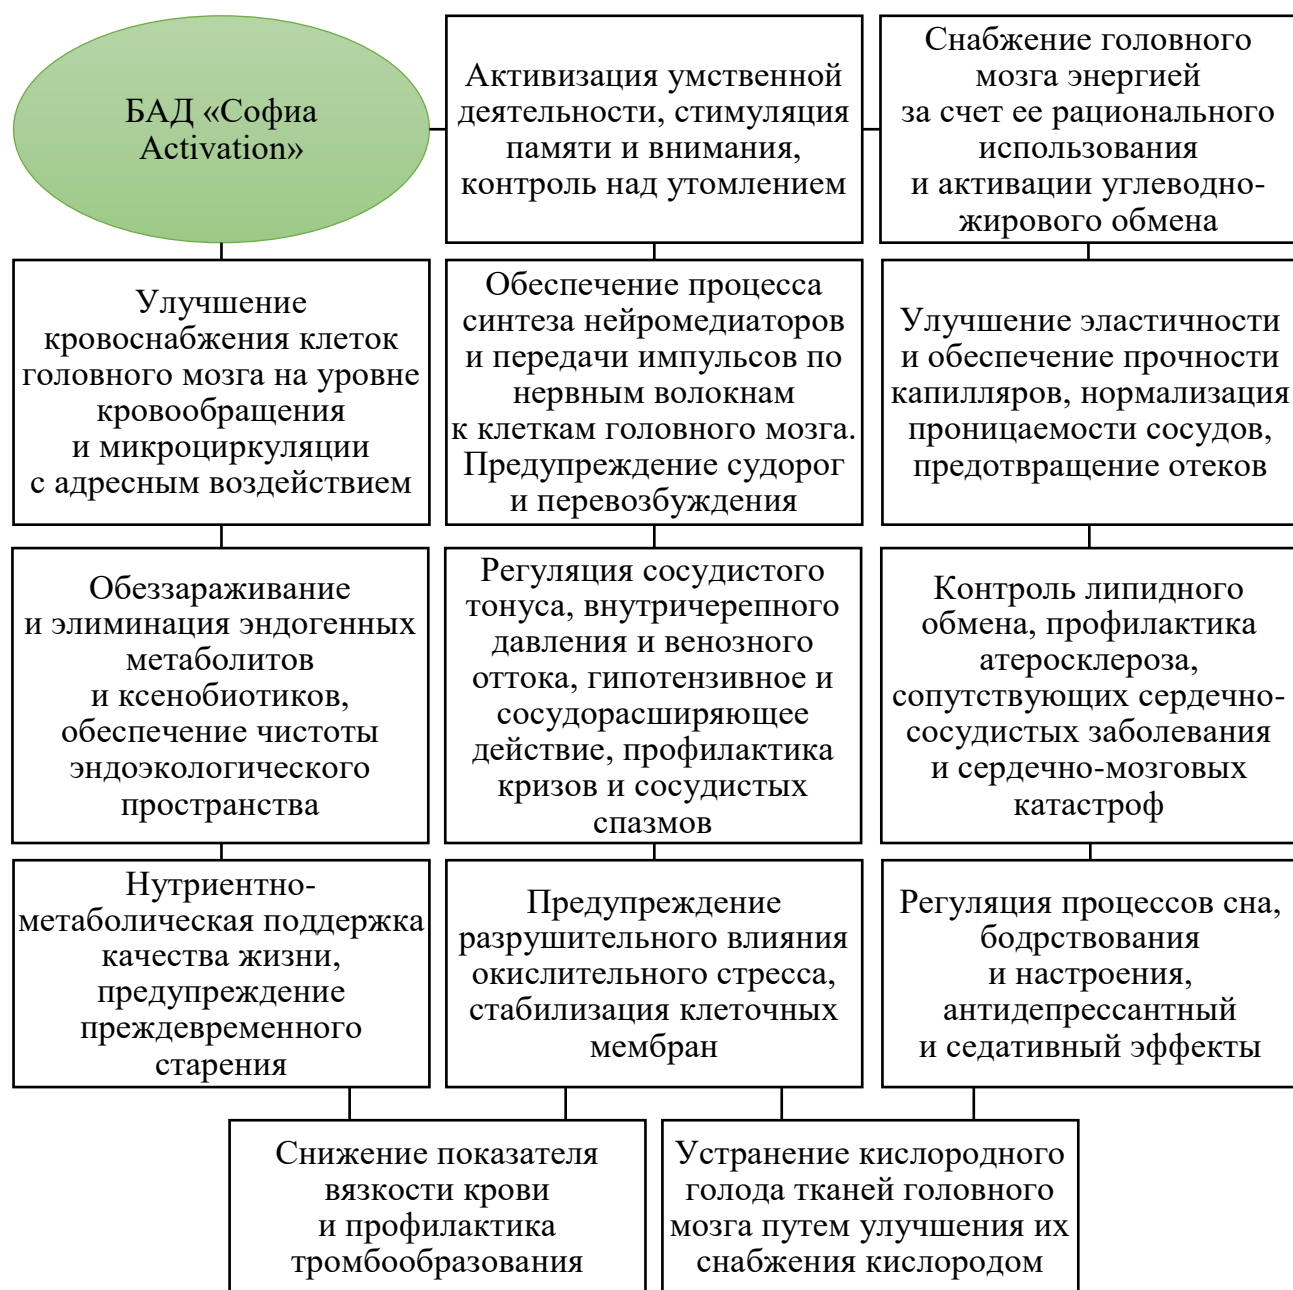 БАД «Софиа
Activation»
Активизация умственной
деятельности, стимуляция
памяти и внимания,
контроль над утомлением
Снабжение головного
мозга энергией
за счет ее рационального
использования
и активации углеводно-
жирового обмена
Улучшение
кровоснабжения клеток
головного мозга на уровне
кровообращения
и микроциркуляции
с адресным воздействием
Обеспечение процесса
синтеза нейромедиаторов
и передачи импульсов по
нервным волокнам
к клеткам головного мозга.
Предупреждение судорог
и перевозбуждения
Улучшение эластичности
и обеспечение прочности
капилляров, нормализация
проницаемости сосудов,
предотвращение отеков
Обеззараживание
и элиминация эндогенных
метаболитов
и ксенобиотиков,
обеспечение чистоты
эндоэкологического
пространства
Регуляция сосудистого
тонуса, внутричерепного
давления и венозного
оттока, гипотензивное и
сосудорасширяющее
действие, профилактика
кризов и сосудистых
спазмов
Контроль липидного
обмена, профилактика
атеросклероза,
сопутствующих сердечно-
сосудистых заболевания
и сердечно-мозговых
катастроф
Нутриентно-
метаболическая поддержка
качества жизни,
предупреждение
преждевременного
старения
Предупреждение
разрушительного влияния
окислительного стресса,
стабилизация клеточных
мембран
Регуляция процессов сна,
бодрствования
и настроения,
антидепрессантный
и седативный эффекты
Снижение показателя
вязкости крови
и профилактика
тромбообразования
Устранение кислородного
голода тканей головного
мозга путем улучшения их
снабжения кислородом